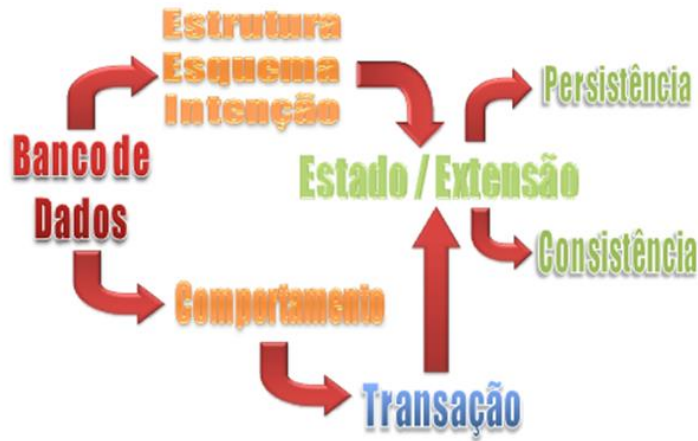 Estrutura
Esquema
Intenção
Persistência
Banco de
Dados
Estado / Extensão
Consistência
Comportamento
Transação